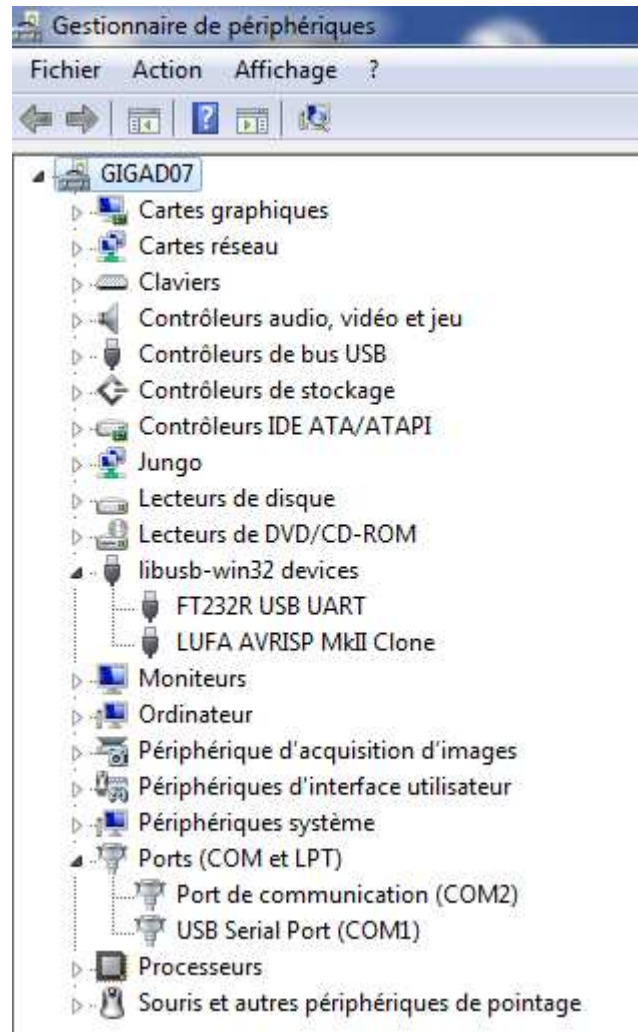 Gestionnaire de périphériques
Fichier Action Affichage ?
GIGAD07
Cartes graphiques
Cartes réseau
Claviers
Contrôleurs audio, vidéo et jeu
Contrôleurs de bus USB
Contrôleurs de stockage
Contrôleurs IDE ATA/ATAPI
Jungo
Lecteurs de disque
Lecteurs de DVD/CD-ROM
libusb-win32 devices
FT232R USB UART
LUFA AVRISP MkII Clone
Moniteurs
Ordinateur
Périphérique d'acquisition d'images
Périphériques d'interface utilisateur
Périphériques système
Ports (COM et LPT)
Port de communication (COM2)
USB Serial Port (COM1)
Processeurs
Souris et autres périphériques de pointage